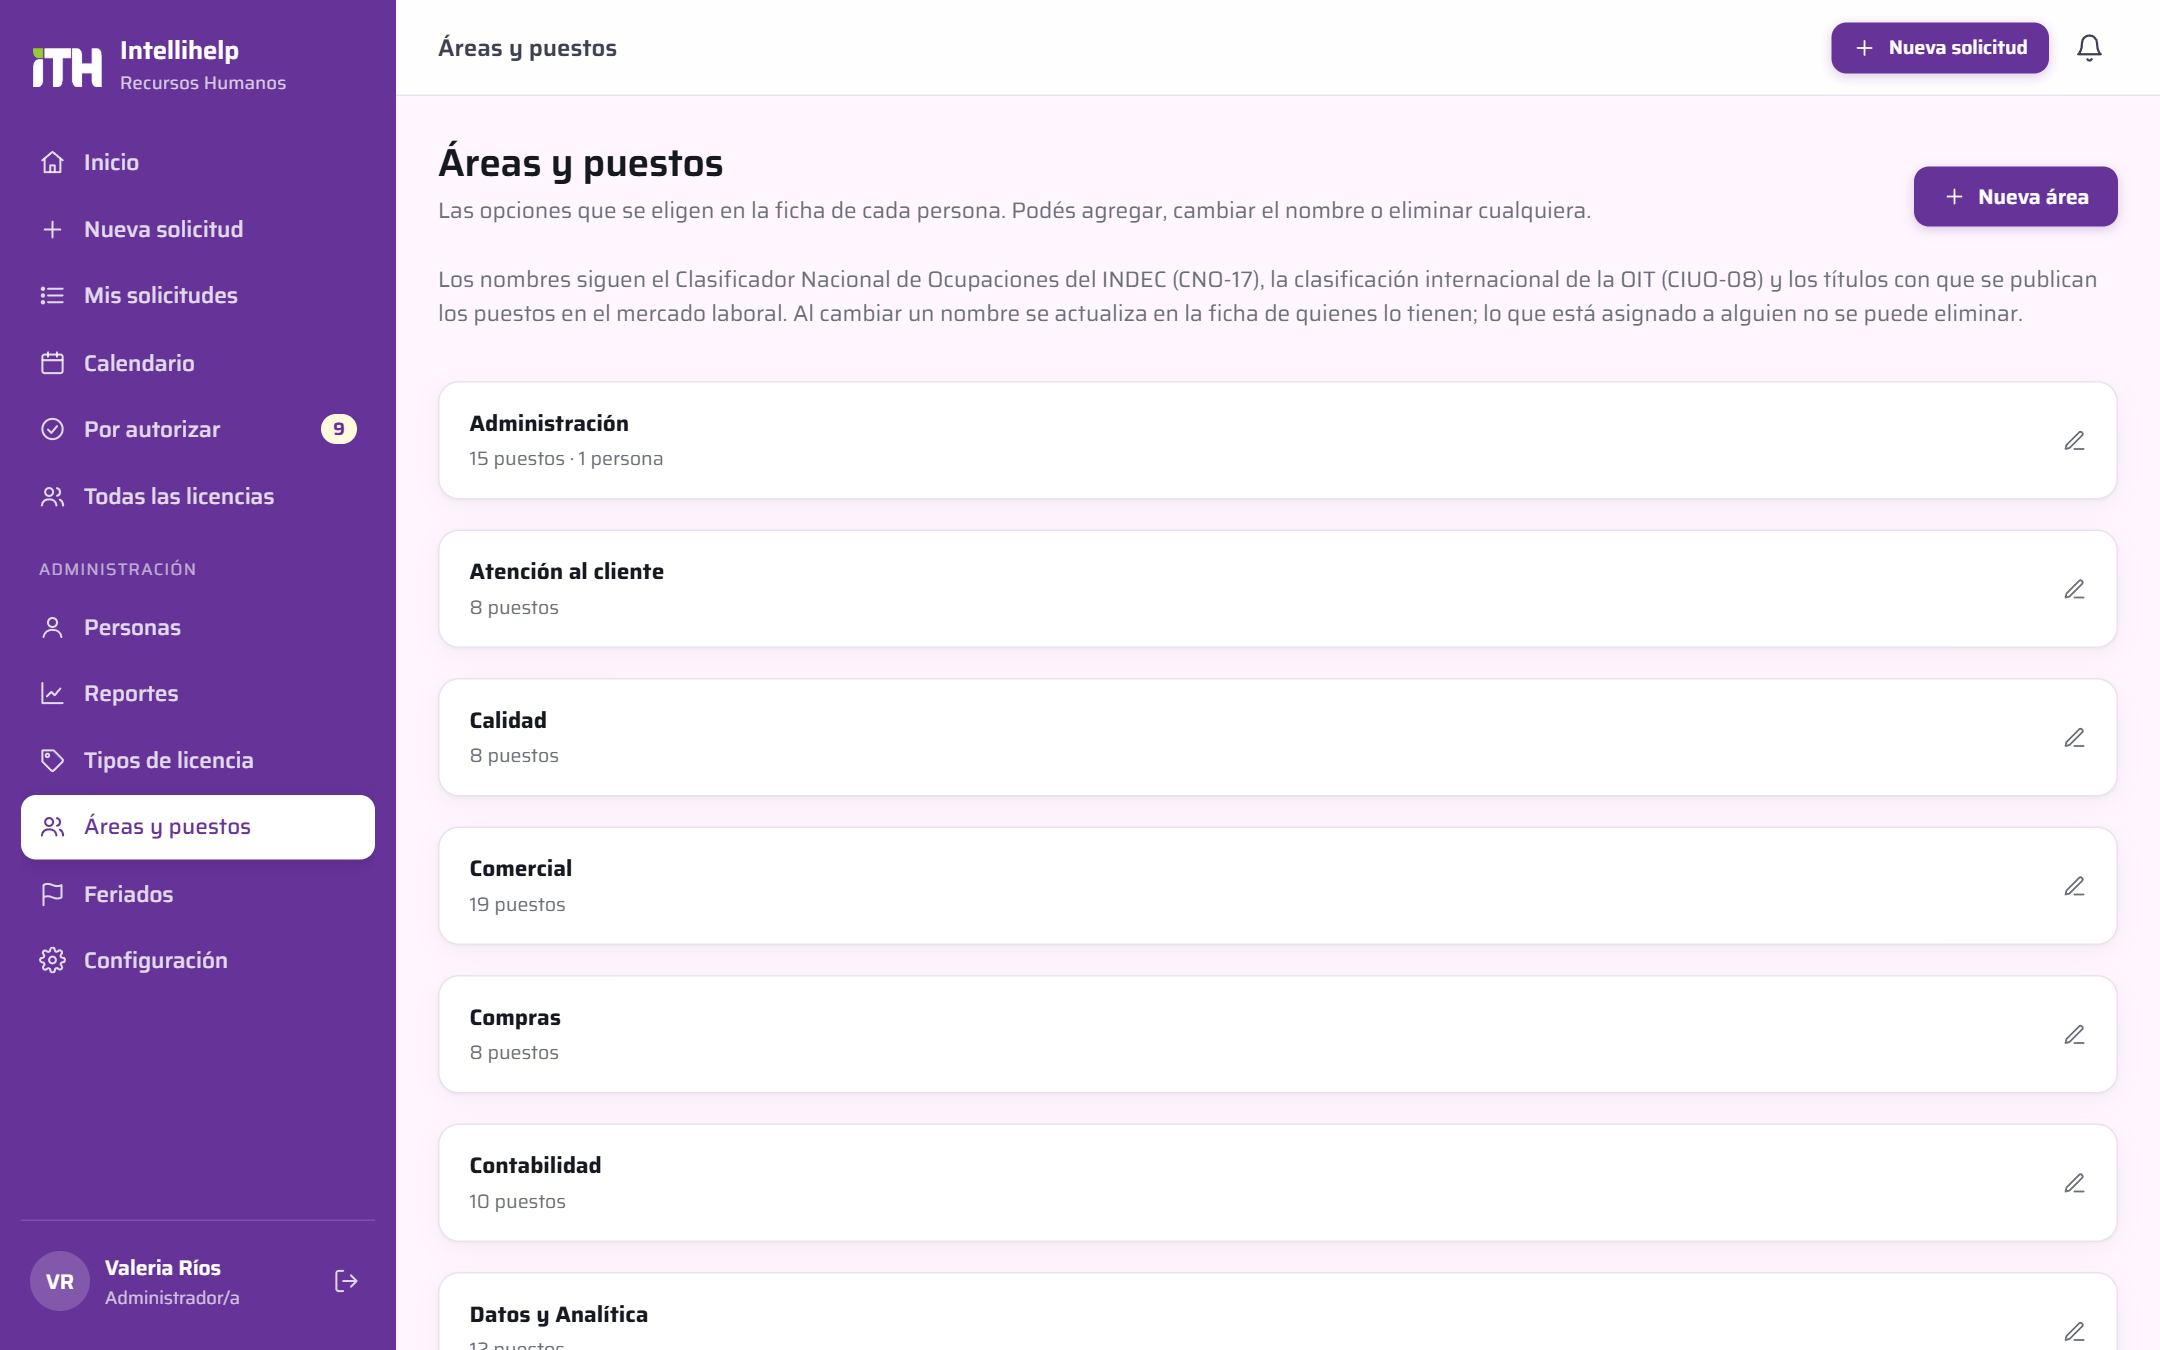 iTH
Intellihelp
Recursos Humanos
Inicio
Nueva solicitud
Mis solicitudes
Calendario
Por autorizar
9
Todas las licencias
ADMINISTRACIÓN
Personas
Reportes
Tipos de licencia
Áreas y puestos
Feriados
Configuración
VR
Valeria Ríos
Administrador/a
Áreas y puestos
Nueva solicitud
Áreas y puestos
Las opciones que se eligen en la ficha de cada persona. Podés agregar, cambiar el nombre o eliminar cualquiera.
Nueva área
Los nombres siguen el Clasificador Nacional de Ocupaciones del INDEC (CNO-17), la clasificación internacional de la OIT (CIUO-08) y los títulos con que se publican
los puestos en el mercado laboral. Al cambiar un nombre se actualiza en la ficha de quienes lo tienen; lo que está asignado a alguien no se puede eliminar.
Administración
15 puestos · 1 persona
Atención al cliente
8 puestos
Calidad
8 puestos
Comercial
19 puestos
Compras
8 puestos
Contabilidad
10 puestos
Datos y Analítica
puestos